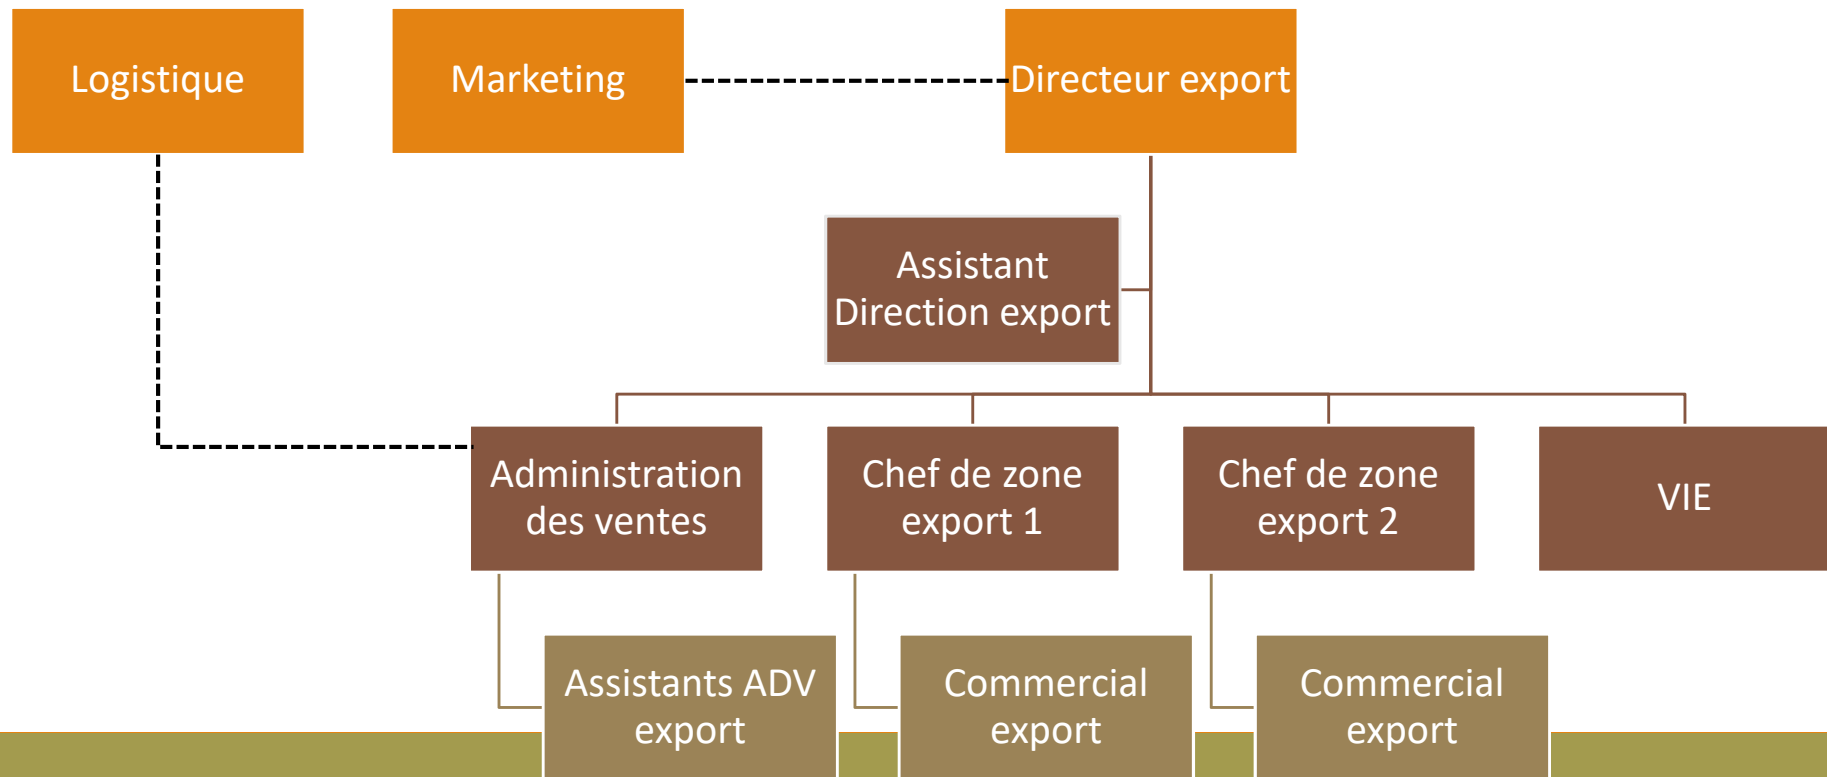 Logistique
Marketing
Directeur export
Assistant
Direction export
Administration
des ventes
Chef de zone
export 1
Chef de zone
export 2
VIE
Assistants ADV
export
Commercial
export
Commercial
export